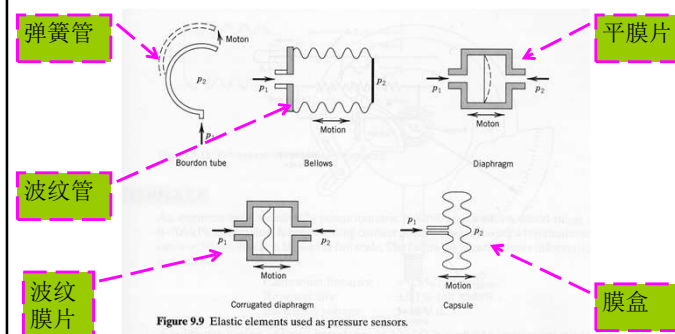 弹簧管
Moton
p2
p1
Bourdon tube
p1
p2
Motion
Bellows
平膜片
p1
p2
Moton
Diaphragm
波纹管
p1
p2
Motion
Corrugated diaphragm
p1
p2
Motion
Capsule
波纹
膜片
膜盒
Figure 9.9 Elastic elements used as pressure sensors.